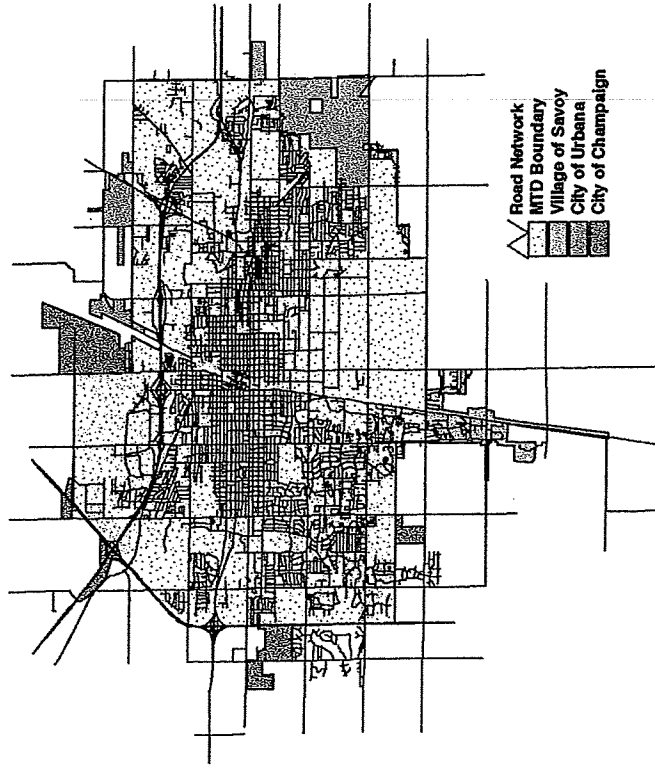 Road Network
MTD Boundary
Village of Savoy
City of Urbana
City of Champaign